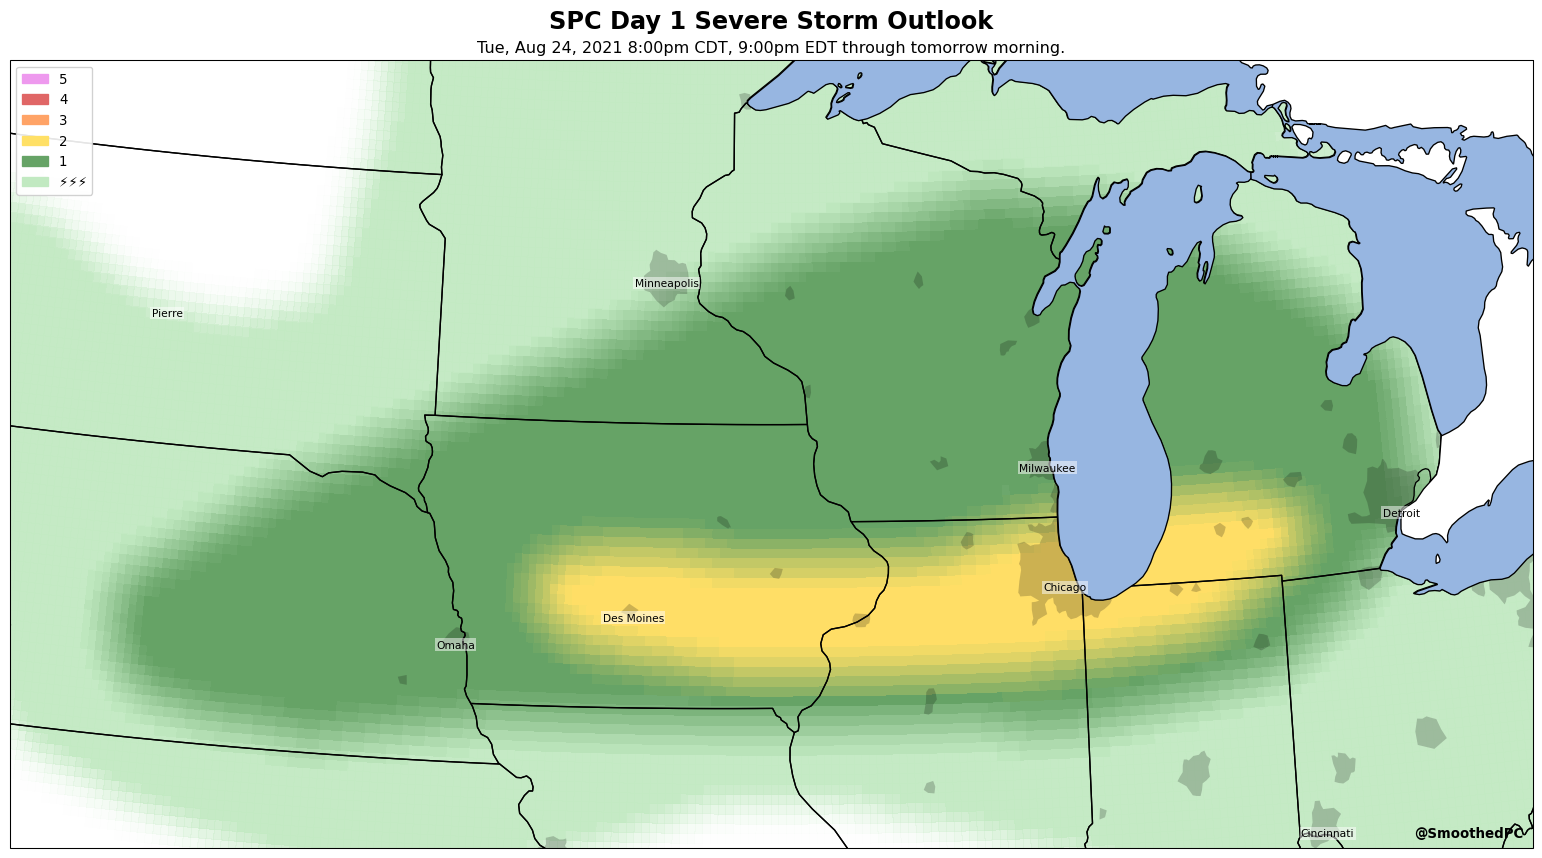 SPC Day 1 Severe Storm Outlook
Tue, Aug 24, 2021 8:00pm CDT, 9:00pm EDT through tomorrow morning.
5
4
3
2
1
⚡⚡⚡
Minneapolis
Pierre
Milwaukee
Detroit
Chicago
Des Moines
Omaha
Cincinnati
@SmoothedPC